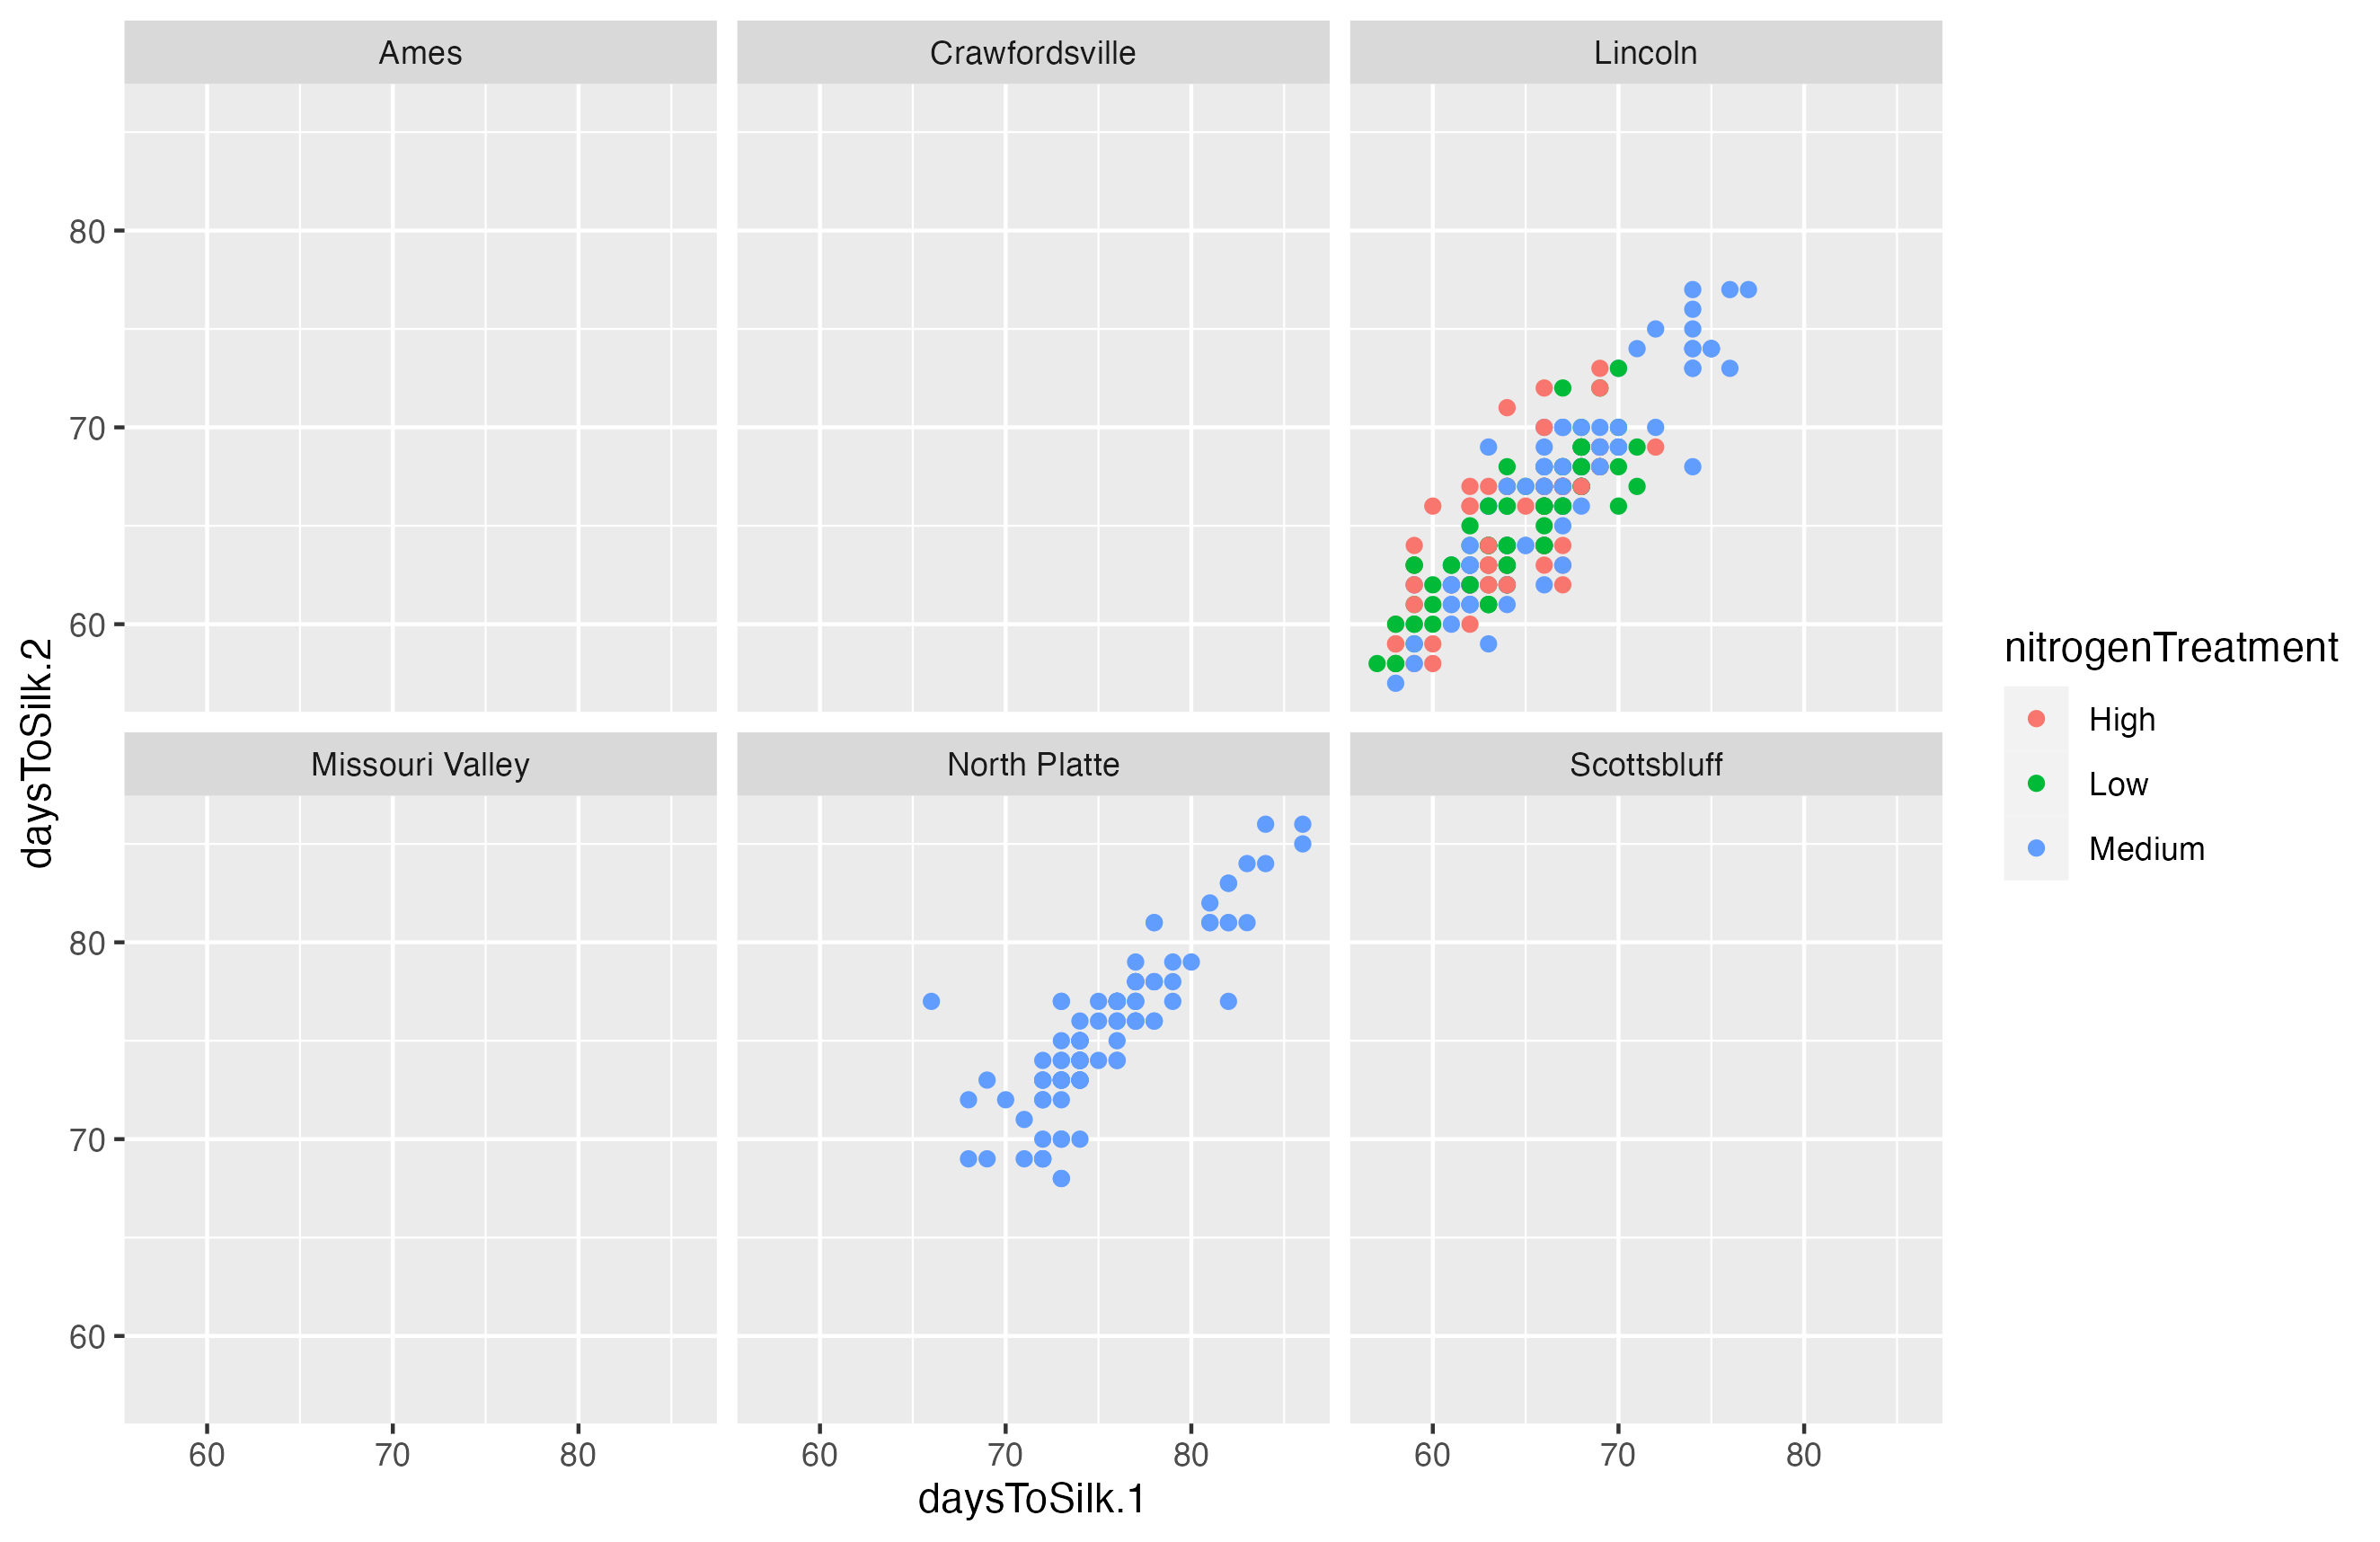 Ames
Crawfordsville
Lincoln
80
70
60
Missouri Valley
North Platte
Scottsbluff
80
70
60
60 70 80
60 70 80
60 70 80
daysToSilk.1
daysToSilk.2
nitrogenTreatment
High
Low
Medium